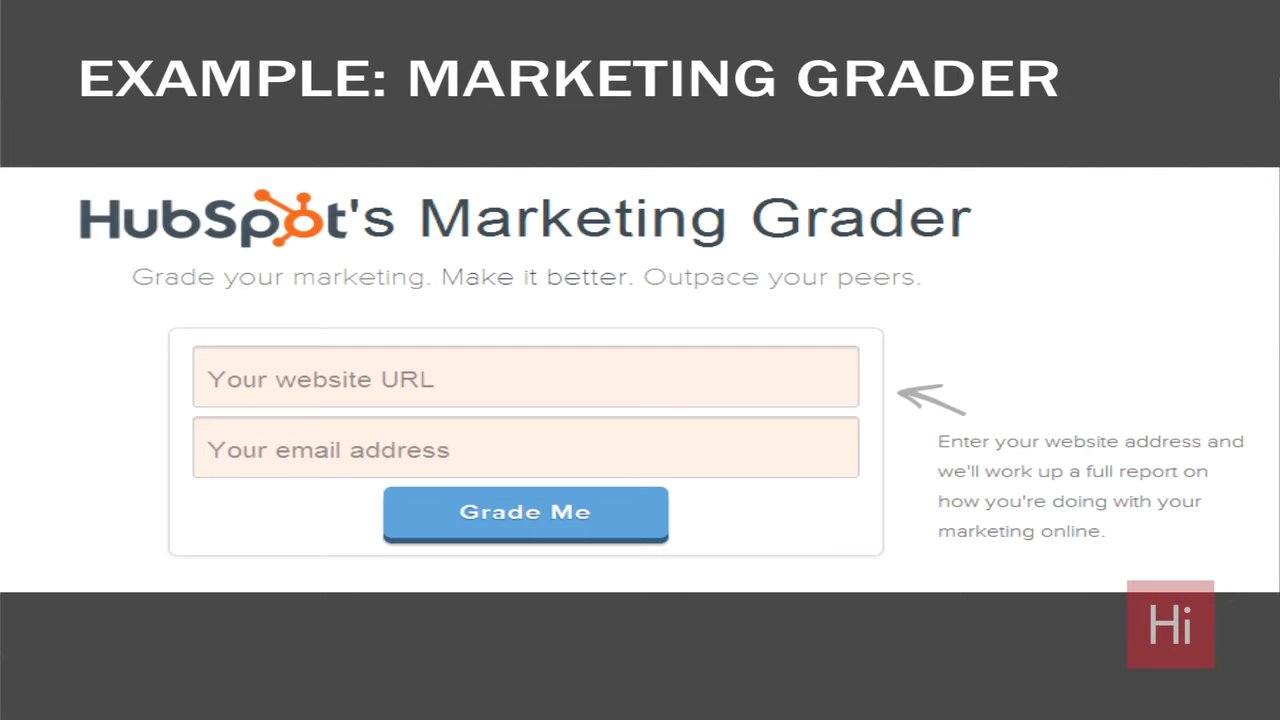 EXAMPLE: MARKETING GRADER
HubSpot's Marketing Grader
Grade your marketing. Make it better. Outpace your peers.
Your website URL
Your email address
Grade Me
Enter your website address and
we'll work up a full report on
how you're doing with your
marketing online.
Hi